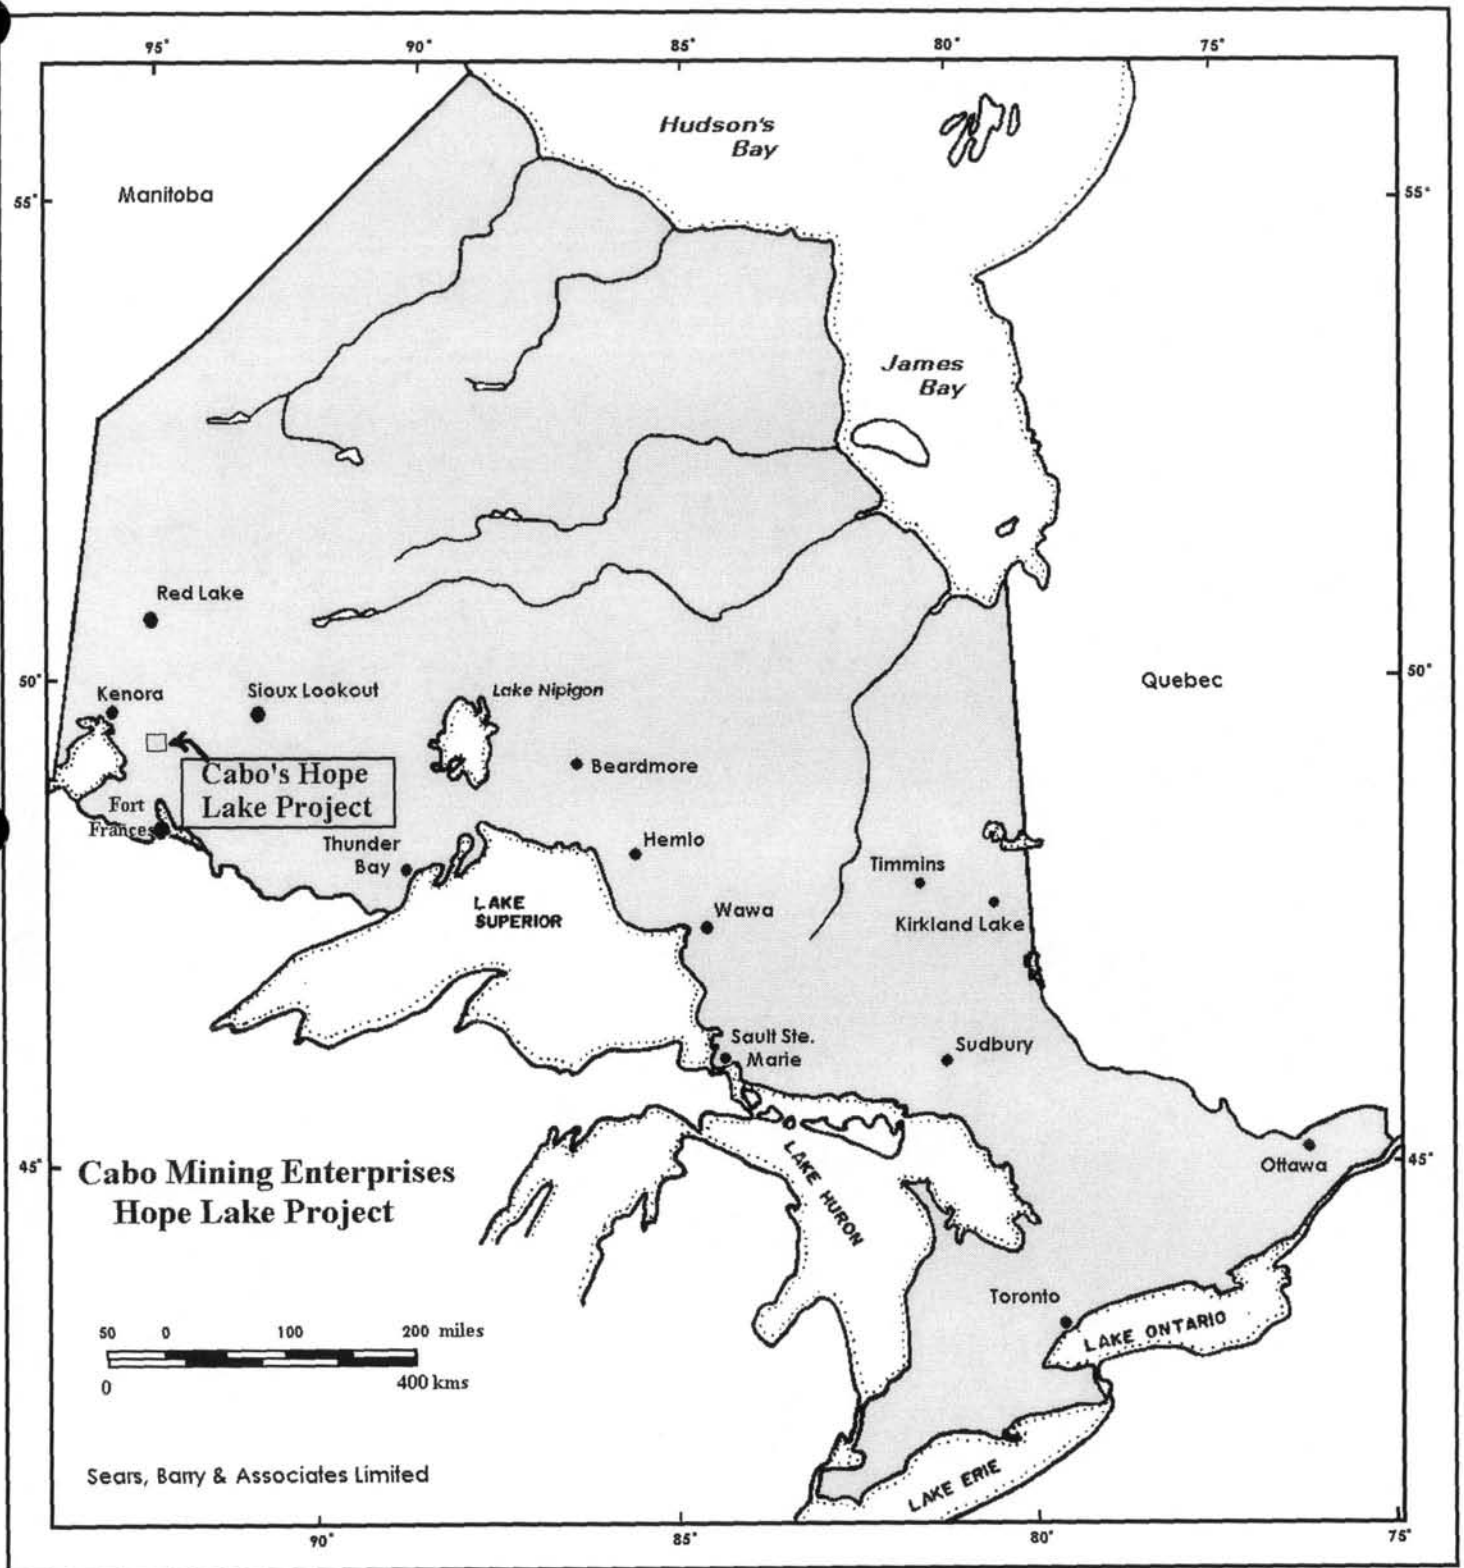 95° 90° 85° 80° 75°
Hudson's
Bay
Manitoba
55° 55°
James
Bay
Red Lake
50° 50°
Kenora
Sioux Lookout
Lake Nipigon
Quebec
Cabo's Hope
Lake Project
Beardmore
Fort
Frances
Thunder
Bay
Hemlo
Timmins
LAKE
SUPERIOR
Wawa
Kirkland Lake
Sault Ste.
Marie
Sudbury
45° 45°
Cabo Mining Enterprises
Hope Lake Project
LAKE HURON
Ottawa
Toronto
LAKE ONTARIO
50 0 100 200 miles
0 400 kms
Sears, Barry & Associates Limited
LAKE ERIE
90° 85° 80° 75°